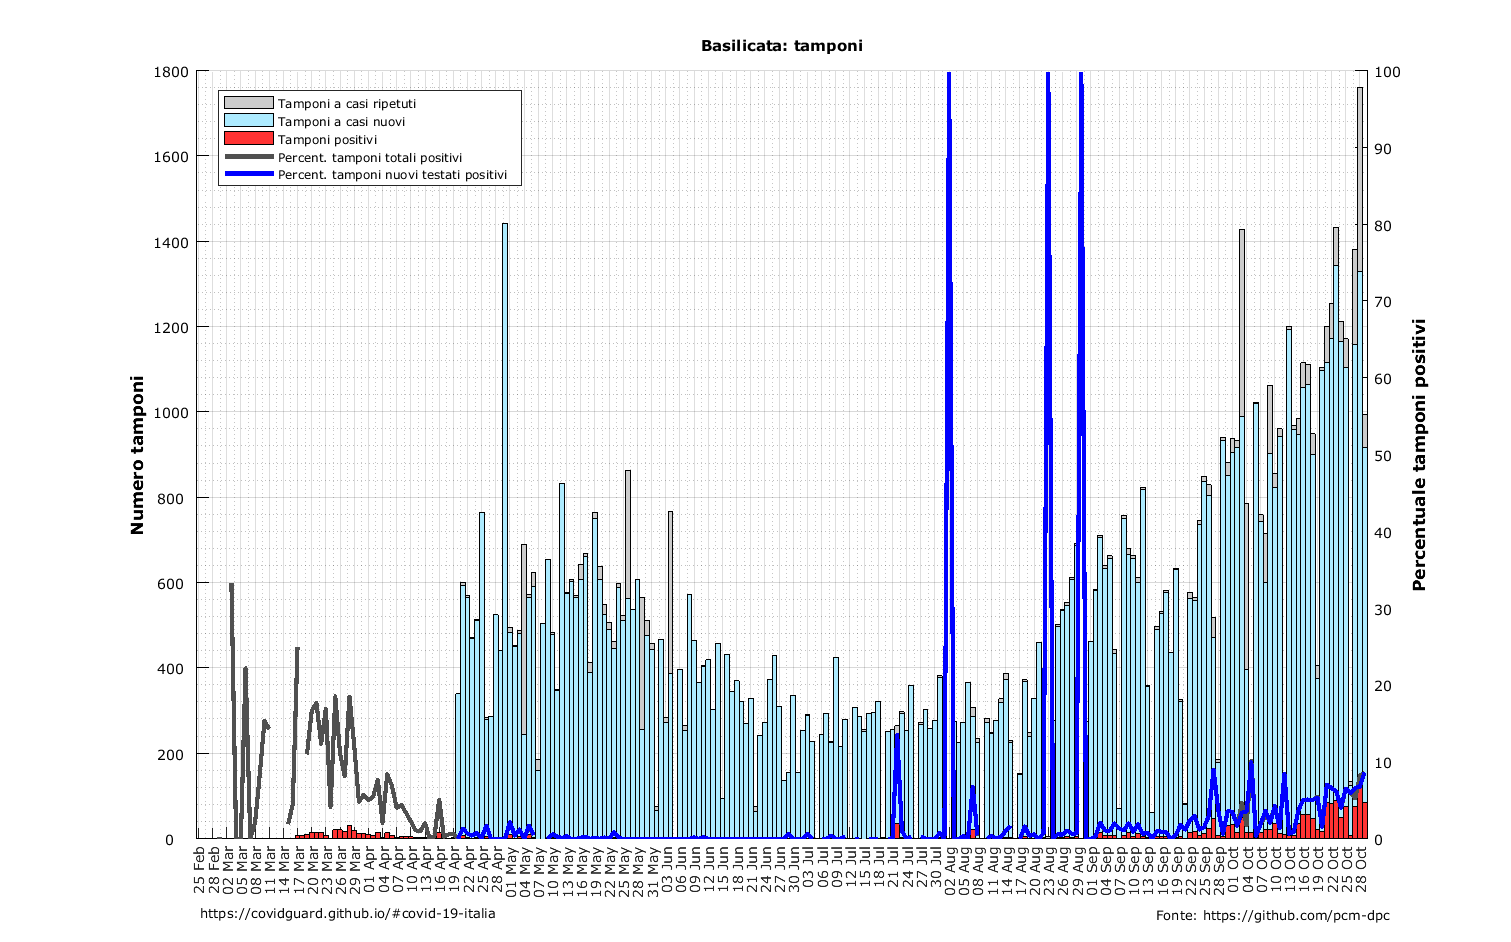 Basilicata: tamponi
Tamponi a casi ripetuti
Tamponi a casi nuovi
Tamponi positivi
Percent. tamponi totali positivi
Percent. tamponi nuovi testati positivi
Numero tamponi
1800
1600
1400
1200
1000
800
600
400
200
0
Percentuale tamponi positivi
100
90
80
70
60
50
40
30
20
10
0
25 Feb
28 Feb
02 Mar
05 Mar
08 Mar
11 Mar
14 Mar
17 Mar
20 Mar
23 Mar
26 Mar
29 Mar
01 Apr
04 Apr
07 Apr
10 Apr
13 Apr
16 Apr
19 Apr
22 Apr
25 Apr
28 Apr
01 May
04 May
07 May
10 May
13 May
16 May
19 May
22 May
25 May
28 May
31 May
03 Jun
06 Jun
09 Jun
12 Jun
15 Jun
18 Jun
21 Jun
24 Jun
27 Jun
30 Jun
03 Jul
06 Jul
09 Jul
12 Jul
15 Jul
18 Jul
21 Jul
24 Jul
27 Jul
30 Jul
02 Aug
05 Aug
08 Aug
11 Aug
14 Aug
17 Aug
20 Aug
23 Aug
26 Aug
29 Aug
01 Sep
04 Sep
07 Sep
10 Sep
13 Sep
16 Sep
19 Sep
22 Sep
25 Sep
28 Sep
01 Oct
04 Oct
07 Oct
10 Oct
13 Oct
16 Oct
19 Oct
22 Oct
25 Oct
28 Oct
https://covidguard.github.io/#covid-19-italia
Fonte: https://github.com/pcm-dpc